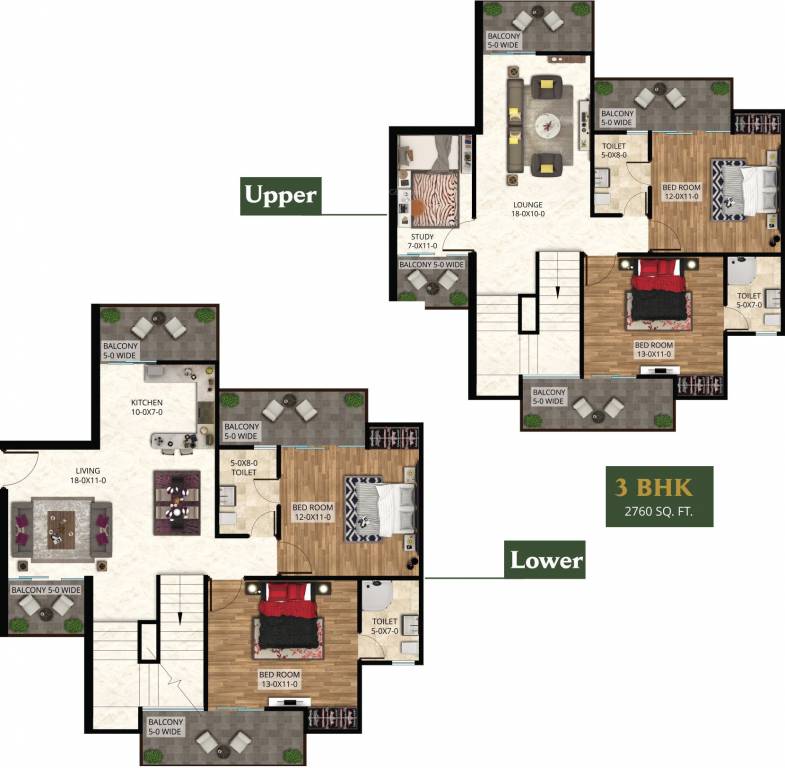 BALCONY
5-0 WIDE
BALCONY
5-0 WIDE
TOILET
5-0X8-0
BED ROOM
12-0X11-0
Upper
LOUNGE
18-0X10-0
STUDY
7-0X11-0
BALCONY 5-0 WIDE
TOILET
5-0X7-0
BED ROOM
13-0X11-0
BALCONY
5-0 WIDE
BALCONY
5-0 WIDE
KITCHEN
10-0X7-0
BALCONY
5-0 WIDE
LIVING
18-0X11-0
5-0X8-0
TOILET
BED ROOM
12-0X11-0
3 BHK
2760 SQ. FT.
Lower
BALCONY 5-0 WIDE
TOILET
5-0X7-0
BED ROOM
13-0X11-0
BALCONY
5-0 WIDE